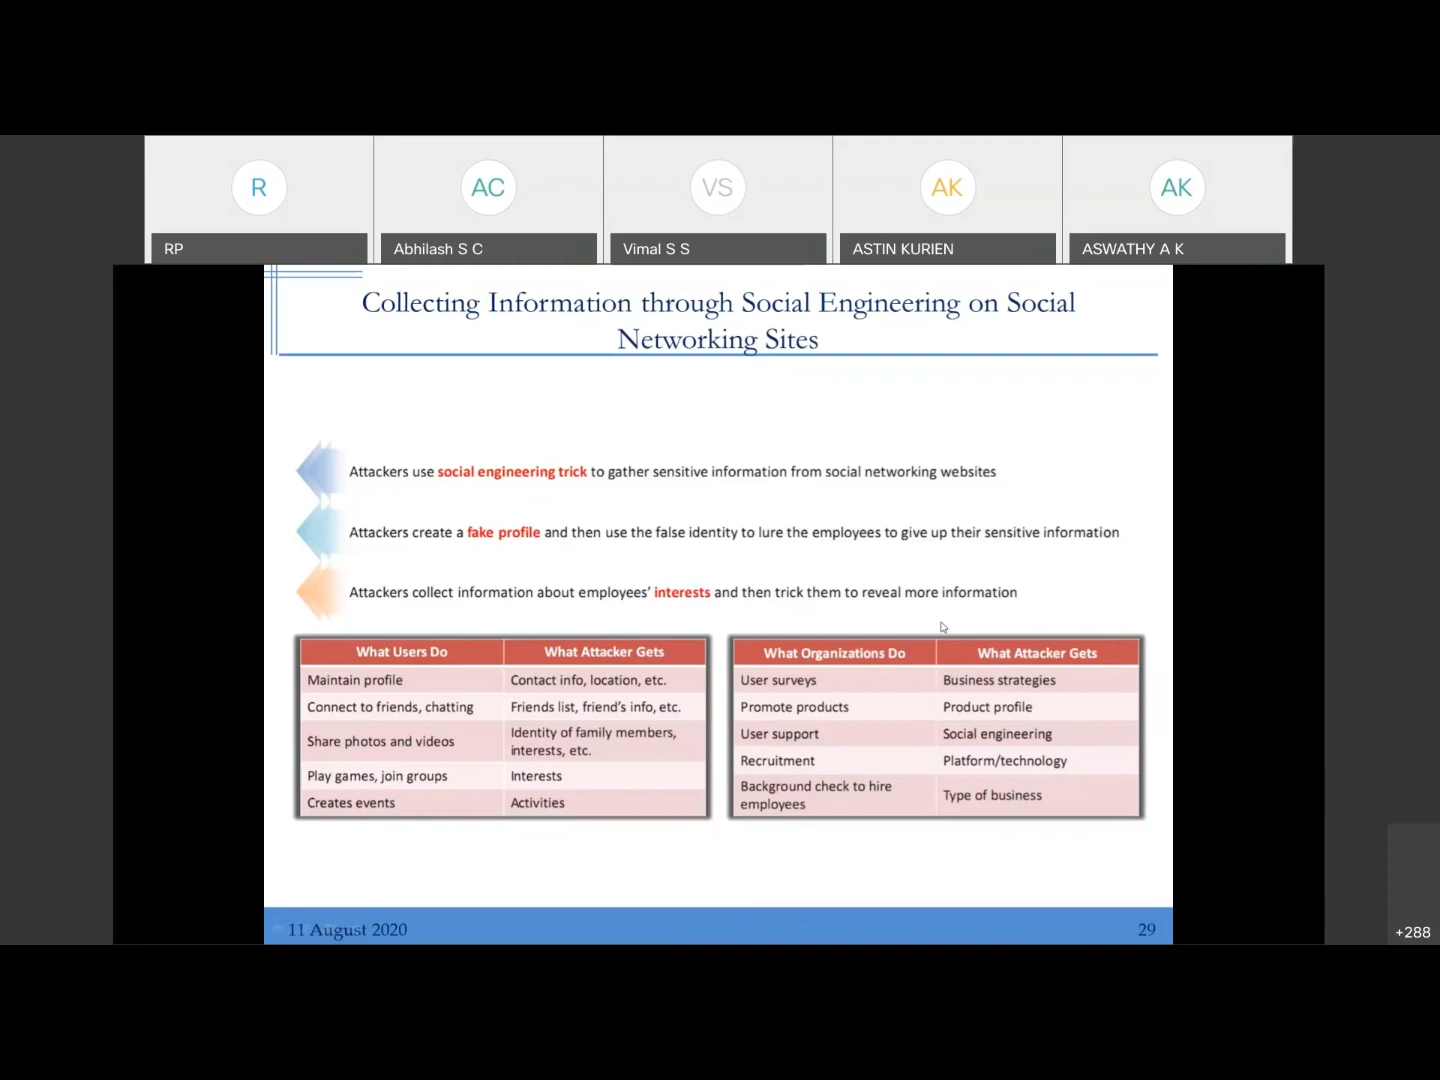 R
AC
VS
AK
AK
RP
Abhilash S C
Vimal S S
ASTIN KURIEN
ASWATHY A K
Collecting Information through Social Engineering on Social
Networking Sites
Attackers use social engineering trick to gather sensitive information from social networking websites
Attackers create a fake profile and then use the false identity to lure the employees to give up their sensitive information
Attackers collect information about employees’ interests and then trick them to reveal more information
What Users Do What Attacker Gets
Maintain profile Contact info, location, etc.
Connect to friends, chatting Friends list, friend’s info, etc.
Share photos and videos Identity of family members,
interests, etc.
Play games, join groups Interests
Creates events Activities
What Organizations Do What Attacker Gets
User surveys Business strategies
Promote products Product profile
User support Social engineering
Recruitment Platform/technology
Background check to hire
employees Type of business
11 August 2020
29
+288